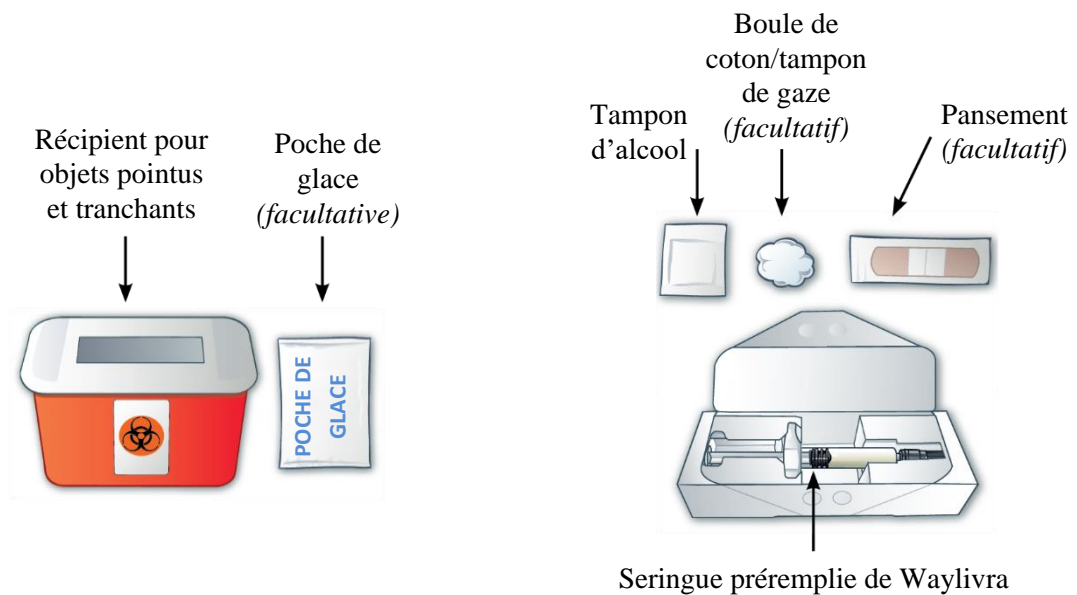 Récipient pour
objets pointus
et tranchants
Poche de
glace
(facultative)
POCHE DE
GLACE
Tampon
d’alcool
Boule de
coton/tampon
de gaze
(facultatif)
Pansement
(facultatif)
Seringue préremplie de Waylivra